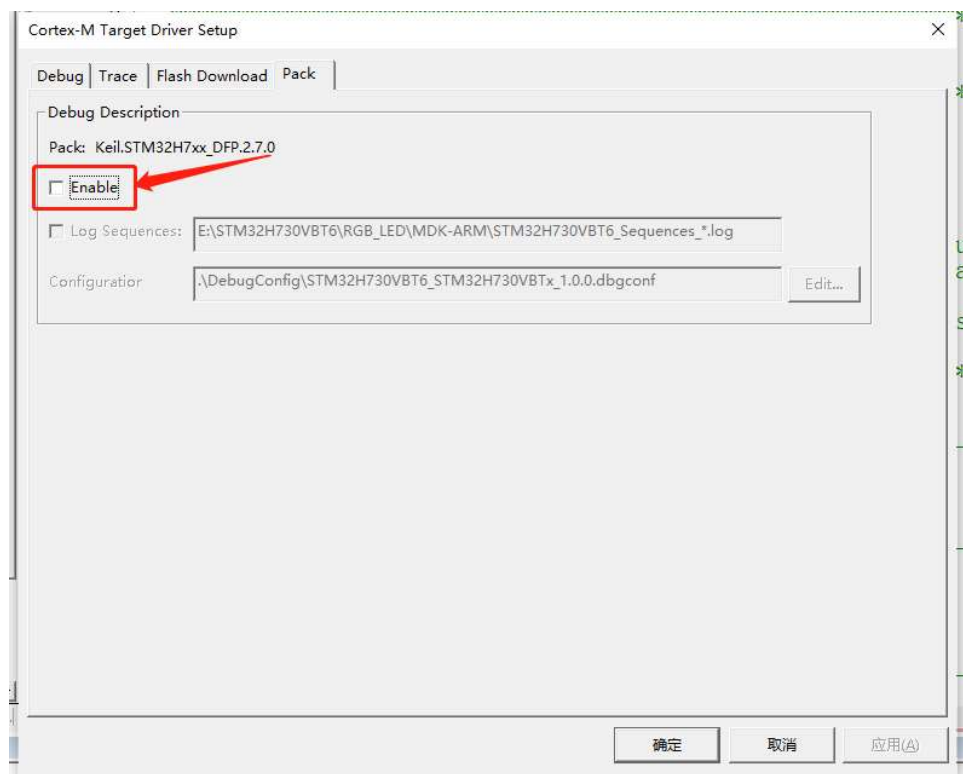 Cortex-M Target Driver Setup
Debug Trace Flash Download Pack
Debug Description
Pack: Keil.STM32H7xx_DFP.2.7.0
Enable
Log Sequences: E:\STM32H730VBT6\RGB_LED\MDK-ARM\STM32H730VBT6_Sequences_*.log
Configuratior .\DebugConfig\STM32H730VBT6_STM32H730VBTx_1.0.0.dbgconf Edit...
确定 取消 应用(A)